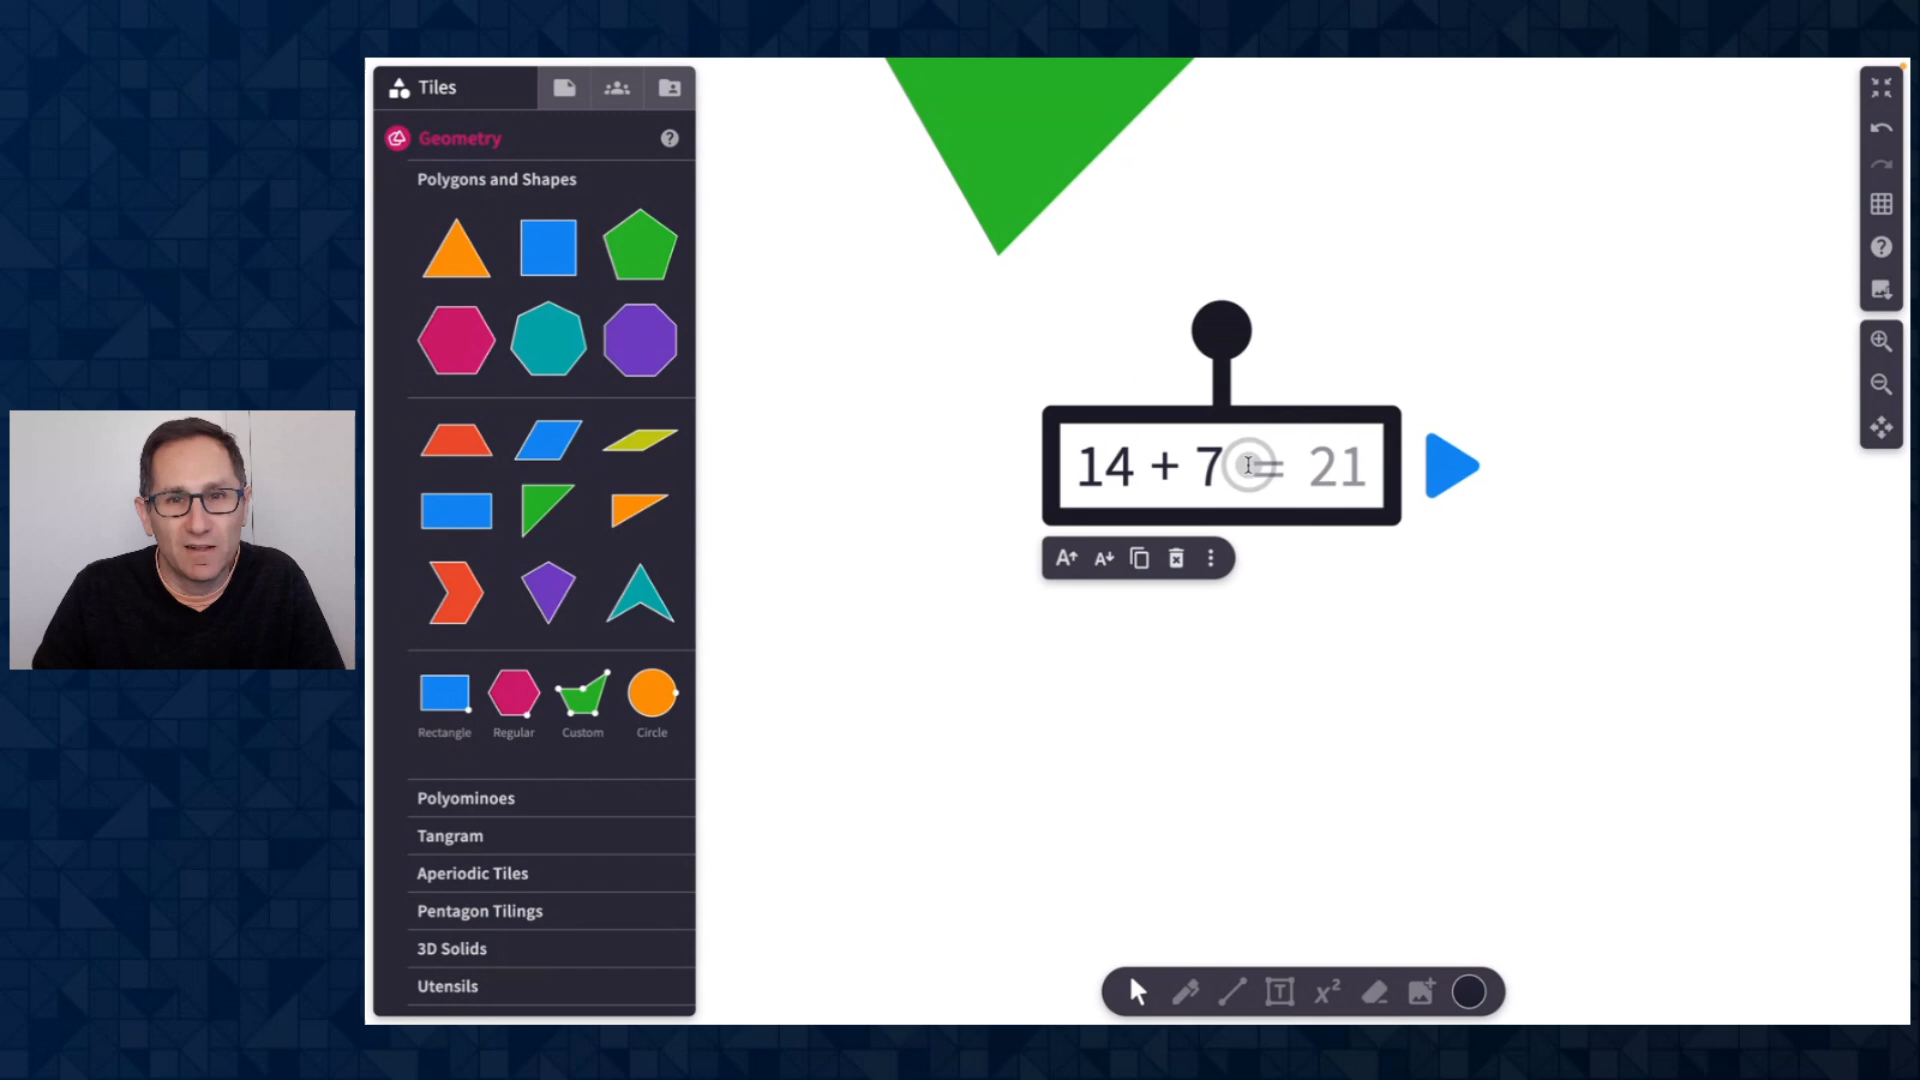 Tiles
Geometry
Polygons and Shapes
Rectangle
Regular
Custom
Circle
Polyominoes
Tangram
Aperiodic Tiles
Pentagon Tilings
3D Solids
Utensils
14 + 7 = 21